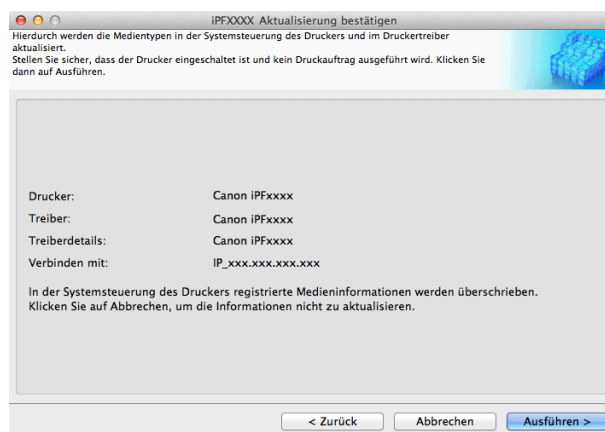 iPFXXXX Aktualisierung bestätigen
Hierdurch werden die Medientypen in der Systemsteuerung des Druckers und im Druckertreiber
aktualisiert.
Stellen Sie sicher, dass der Drucker eingeschaltet ist und kein Druckauftrag ausgeführt wird. Klicken Sie
dann auf Ausführen.
Drucker: Canon iPFxxxx
Treiber: Canon iPFxxxx
Treiberdetails: Canon iPFxxxx
Verbinden mit: IP_xxx.xxx.xxx.xxx
In der Systemsteuerung des Druckers registrierte Medieninformationen werden überschrieben.
Klicken Sie auf Abbrechen, um die Informationen nicht zu aktualisieren.
< Zurück Abbrechen Ausführen >